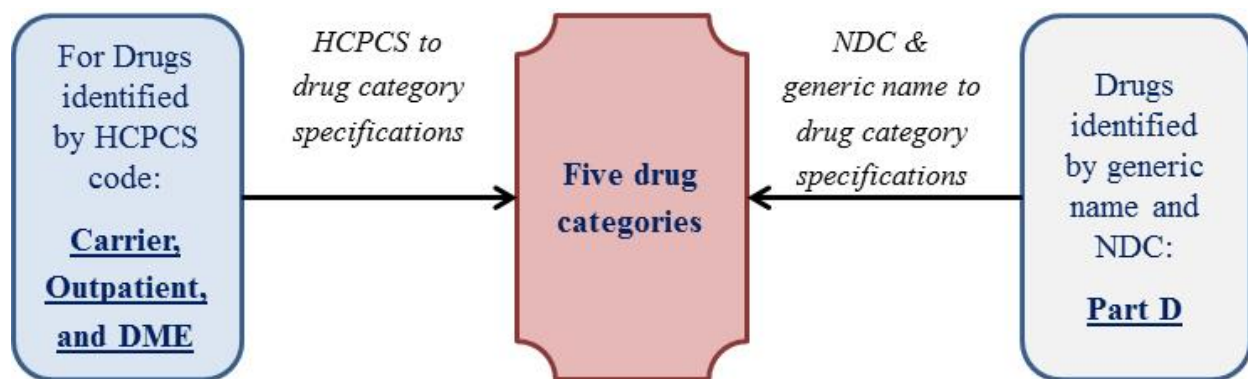 For Drugs
identified
by HCPCS
code:
Carrier,
Outpatient,
and DME
HCPCS to
drug category
specifications
Five drug
categories
NDC &
generic name to
drug category
specifications
Drugs
identified
by generic
name and
NDC:
Part D